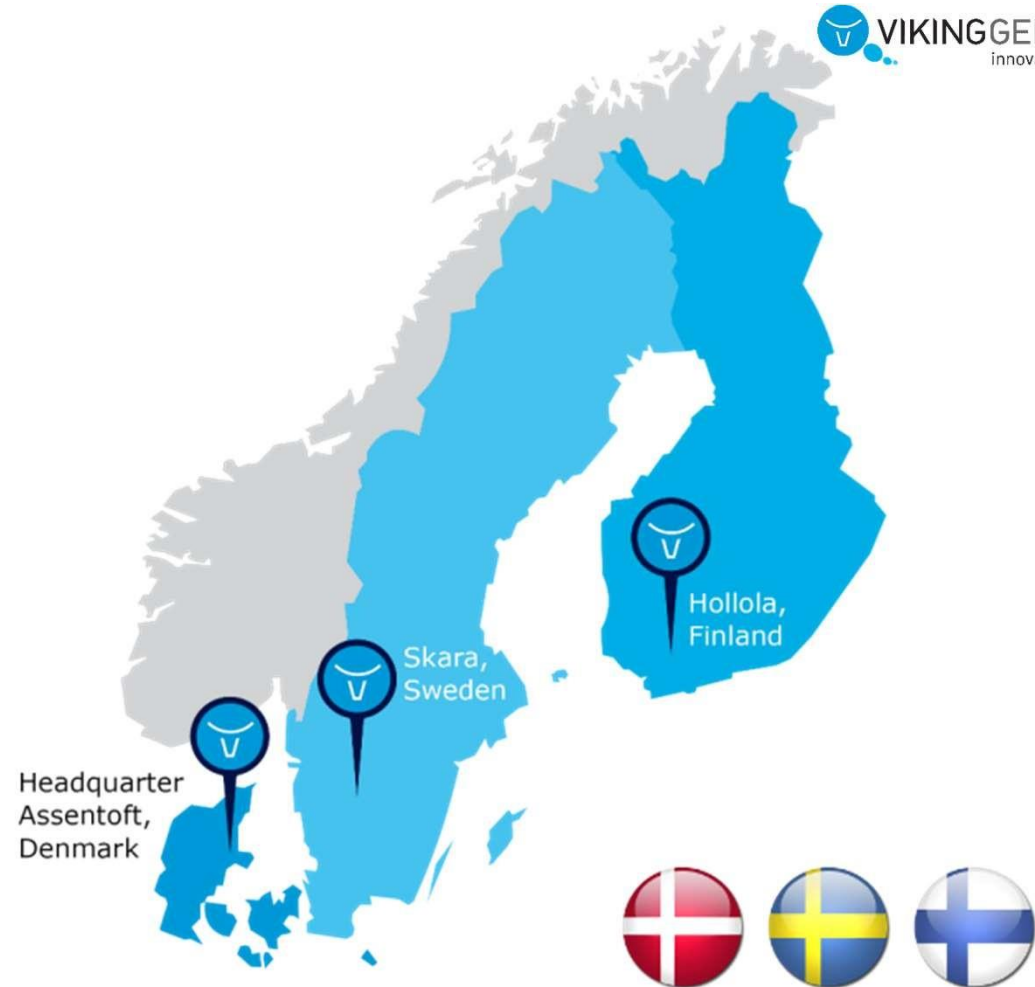 VIKINGGE
innov
Hollola,
Finland
Skara,
Sweden
Headquarter
Assentoft,
Denmark